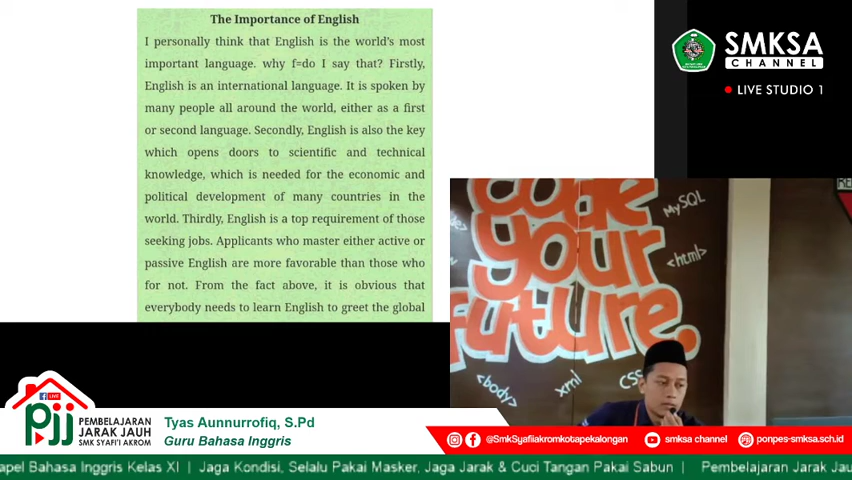 The Importance of English
I personally think that English is the world's most
important language. why f=do I say that? Firstly,
English is an international language. It is spoken by
many people all around the world, either as a first
or second language. Secondly, English is also the key
which opens doors to scientific and technical
knowledge, which is needed for the economic and
political development of many countries in the
world. Thirdly, English is a top requirement of those
seeking jobs. Applicants who master either active or
passive English are more favorable than those who
for not. From the fact above, it is obvious that
everybody needs to learn English to greet the global
SMKSA
CHANNEL
LIVE STUDIO 1
code
your
future.
MySQL
<html>
<body>
xml
CSS
LIVE
pjj
PEMBELAJARAN
JARAK JAUH
SMK SYAFI'I AKROM
Tyas Aunnurrofiq, S.Pd
Guru Bahasa Inggris
@SmkSyafiiakromkotapekalongan
smksa channel
ponpes-smksa.sch.id
apel Bahasa Inggris Kelas XI | Jaga Kondisi, Selalu Pakai Masker, Jaga Jarak & Cuci Tangan Pakai Sabun | Pembelajaran Jarak Jau